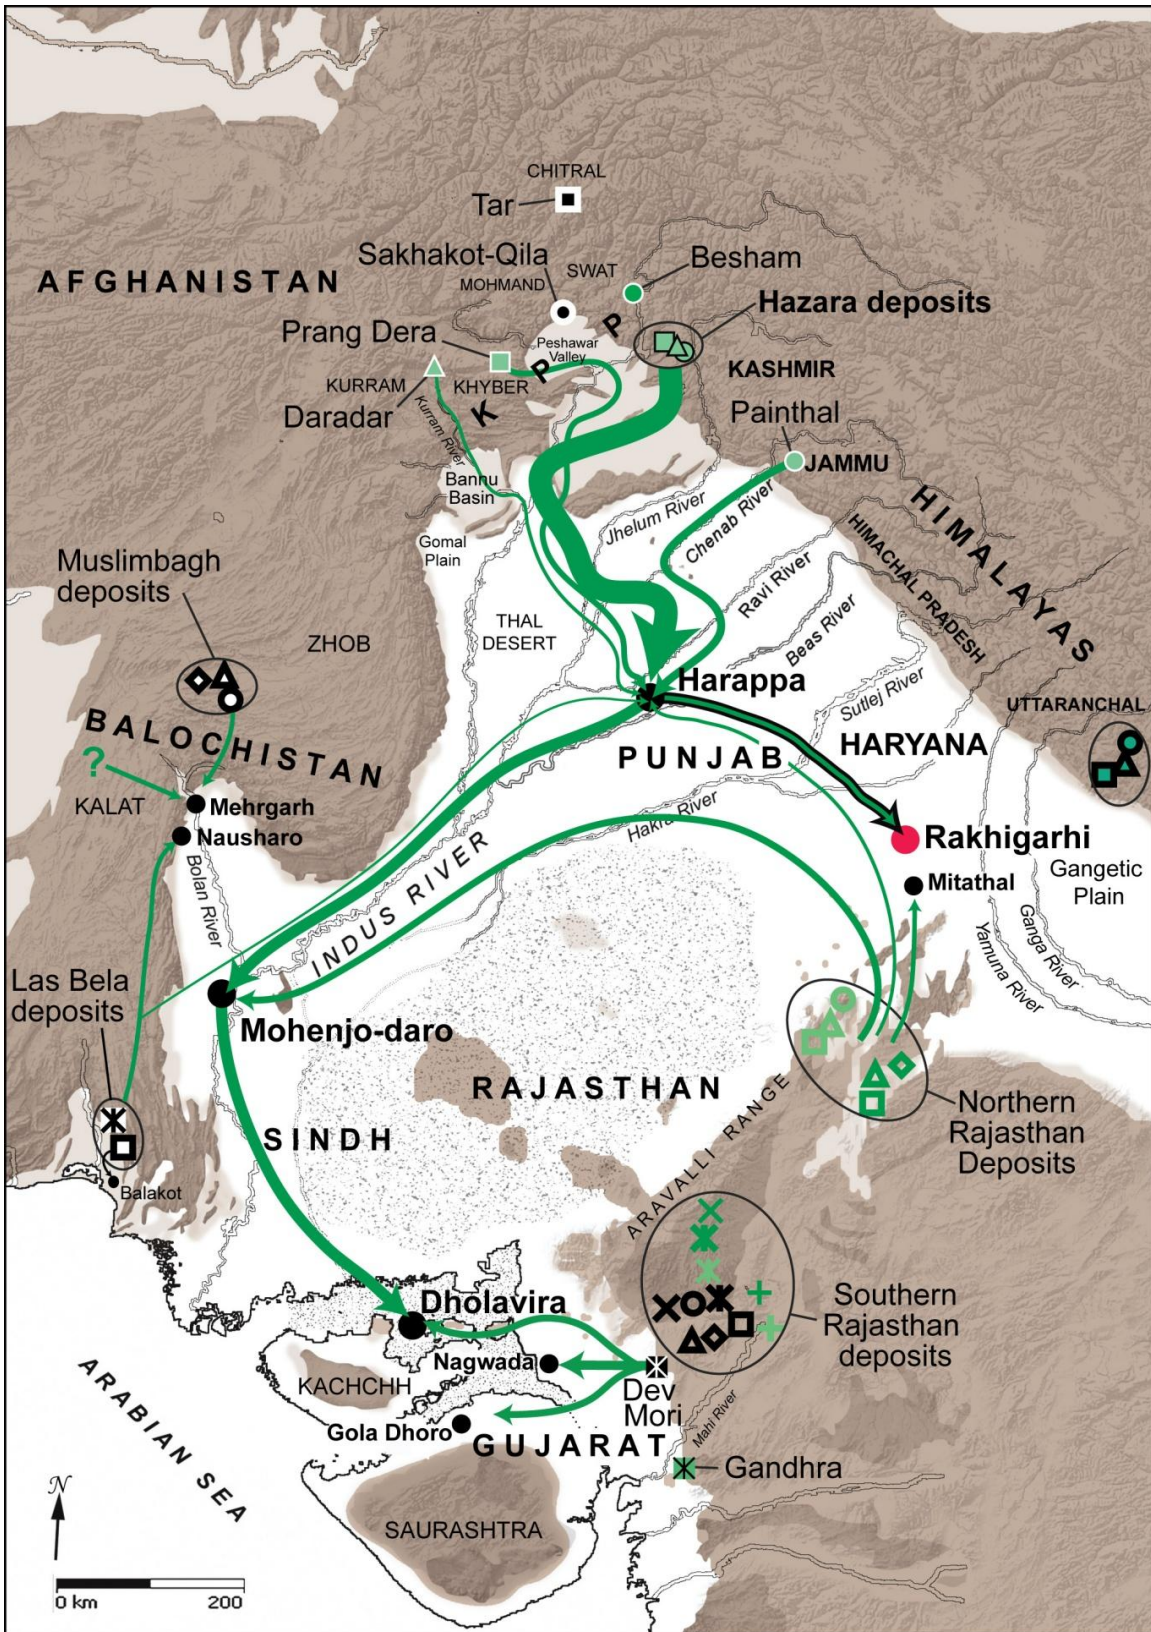 CHITRAL
Tar
Sakhakot-Qila
SWAT
Besham
MOHMAND
AFGHANISTAN
Hazara deposits
Prang Dera
Peshawar
Valley
KPP
KASHMIR
KURRAM
KHYBER
Daradar
Painthal
Kurram River
JAMMU
Bannu
Basin
Jhelum River
Chenab River
HIMALAYAS
Gomal
Plain
HIMACHAL PRADESH
Muslimbagh
deposits
Ravi River
THAL
DESERT
Beas River
ZHOB
Harappa
Sutlej River
UTTARANCHAL
BALOCHISTAN
PUNJAB
HARYANA
?
KALAT
Mehrgarh
Nausharo
Hakra River
Rakhigarhi
Bolan River
INDUS RIVER
Mitathal
Gangetic
Plain
Ganga River
Yamuna River
Las Bela
deposits
Mohenjo-daro
RAJASTHAN
ARAVALLI RANGE
Northern
Rajasthan
Deposits
SINDH
Balakot
Dholavira
Southern
Rajasthan
deposits
Nagwada
KACHCHH
Dev
Mori
Mahi River
Gola Dhoro
GUJARAT
ARABIAN SEA
Gandhra
N
SAURASHTRA
0 km 200